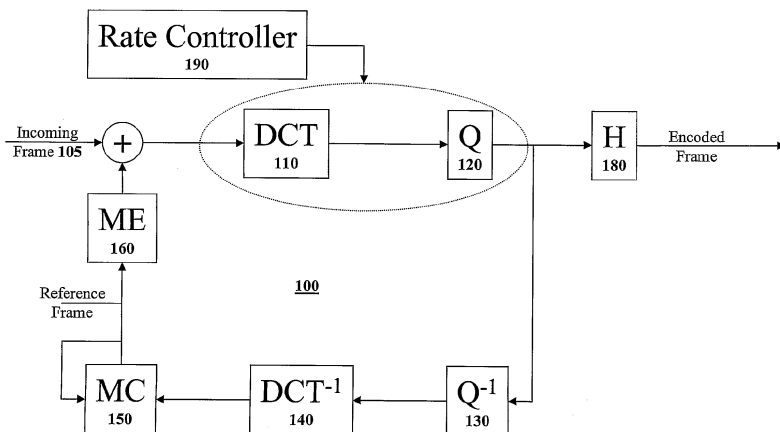 Rate Controller
190
Incoming
Frame 105
+
DCT
110
Q
120
H
180
Encoded
Frame
ME
160
100
Reference
Frame
MC
150
DCT-1
140
Q-1
130